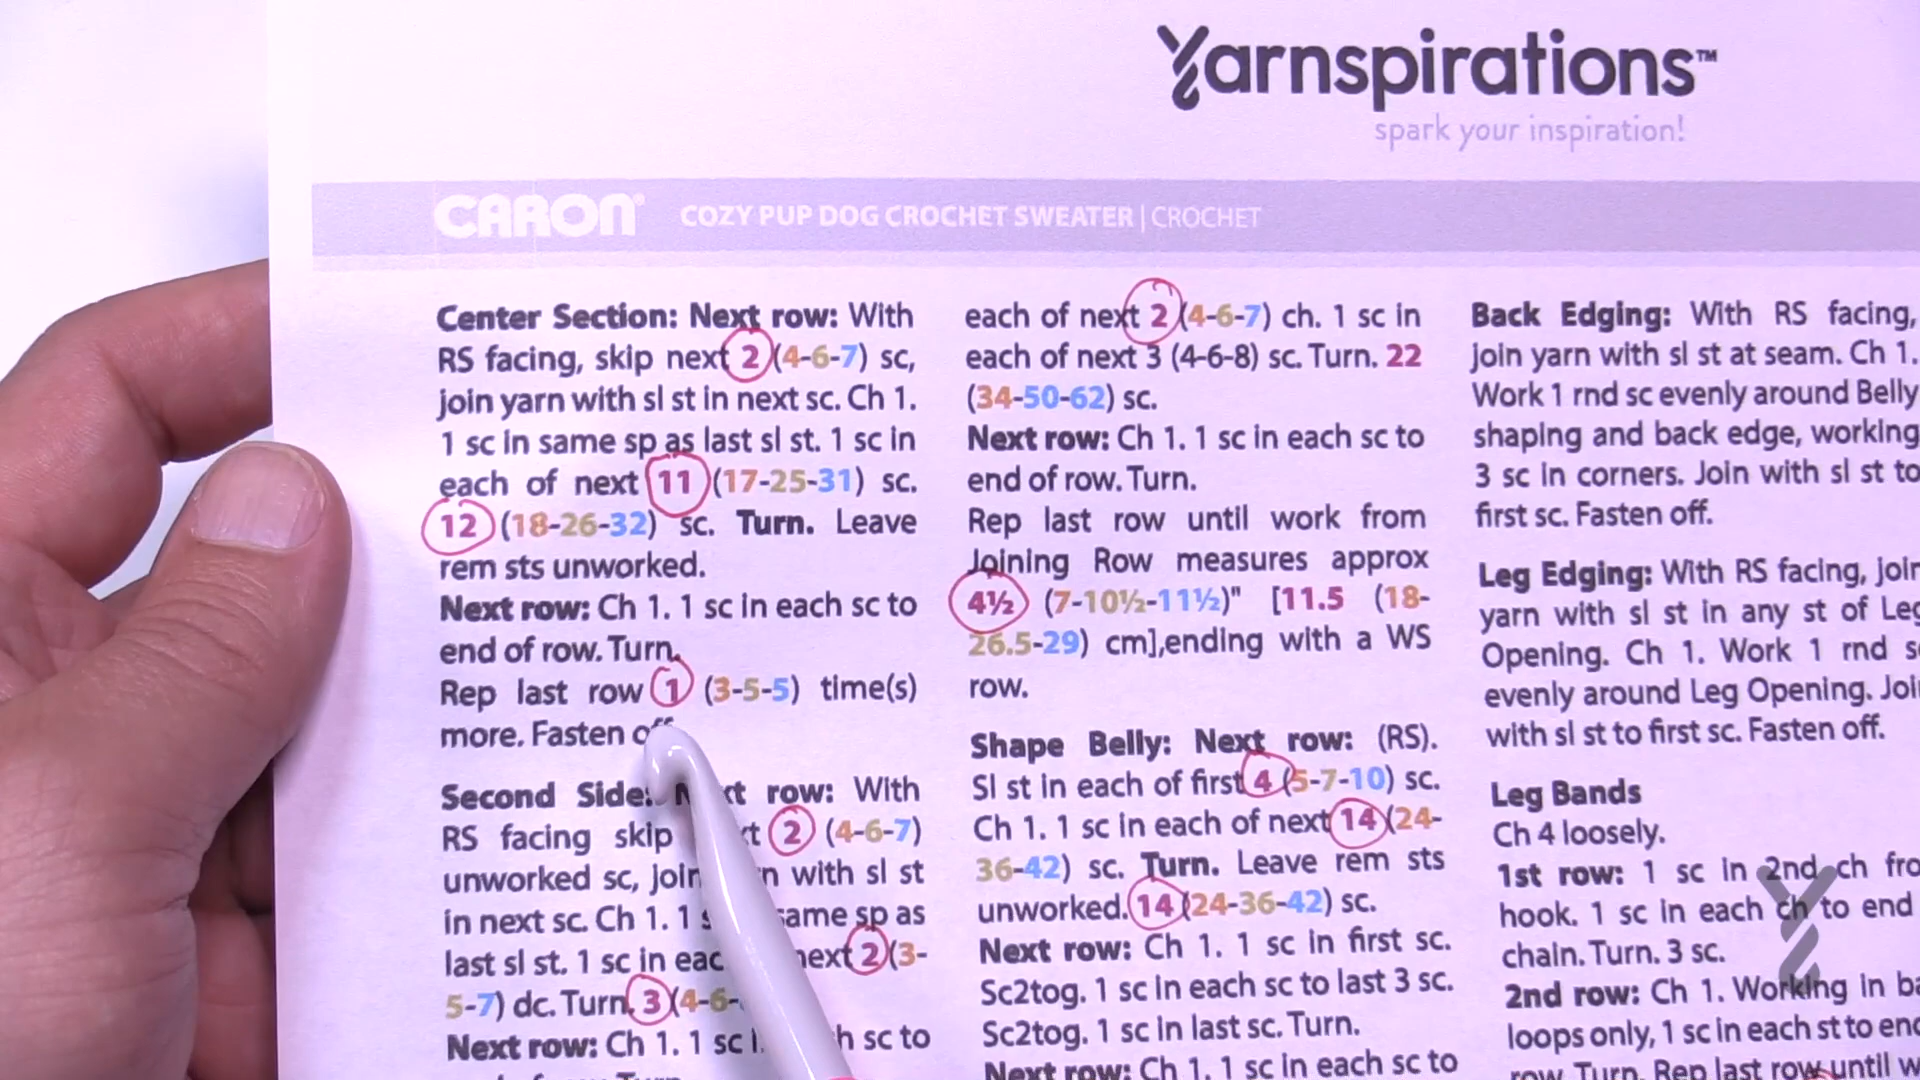 Yarnspirations™
spark your inspiration!
CARON® COZY PUP DOG CROCHET SWEATER | CROCHET
Center Section: Next row: With
RS facing, skip next 2 (4-6-7) sc,
join yarn with sl st in next sc. Ch 1.
1 sc in same sp as last sl st. 1 sc in
each of next 11 (17-25-31) sc.
12 (18-26-32) sc. Turn. Leave
rem sts unworked.
Next row: Ch 1. 1 sc in each sc to
end of row. Turn.
Rep last row 1 (3-5-5) time(s)
more. Fasten off
Second Side: Next row: With
RS facing skip 2 (4-6-7)
unworked sc, join with sl st
in next sc. Ch 1. 1 same sp as
last sl st. 1 sc in next 2 (3-
5-7) dc. Turn. 3 (4-6-
Next row: Ch 1. 1 sc sc to
each of next 2 (4-6-7) ch. 1 sc in
each of next 3 (4-6-8) sc. Turn. 22
(34-50-62) sc.
Next row: Ch 1. 1 sc in each sc to
end of row. Turn.
Rep last row until work from
Joining Row measures approx
4½ (7-10½-11½)" [11.5 (18-
26.5-29) cm],ending with a WS
row.
Shape Belly: Next row: (RS).
Sl st in each of first 4 (5-7-10) sc.
Ch 1. 1 sc in each of next 14 (24-
36-42) sc. Turn. Leave rem sts
unworked. 14 (24-36-42) sc.
Next row: Ch 1. 1 sc in first sc.
Sc2tog. 1 sc in each sc to last 3 sc.
Sc2tog. 1 sc in last sc. Turn.
Next row: Ch 1. 1 sc in each sc to
Back Edging: With RS facing,
join yarn with sl st at seam. Ch 1.
Work 1 rnd sc evenly around Belly
shaping and back edge, working
3 sc in corners. Join with sl st to
first sc. Fasten off.
Leg Edging: With RS facing, join
yarn with sl st in any st of Leg
Opening. Ch 1. Work 1 rnd
evenly around Leg Opening. Join
with sl st to first sc. Fasten off.
Leg Bands
Ch 4 loosely.
1st row: 1 sc in 2nd ch
hook. 1 sc in each ch to end
chain. Turn. 3 sc.
2nd row: Ch 1. Working in
loops only, 1 sc in each st to
row. Turn. Rep last row until